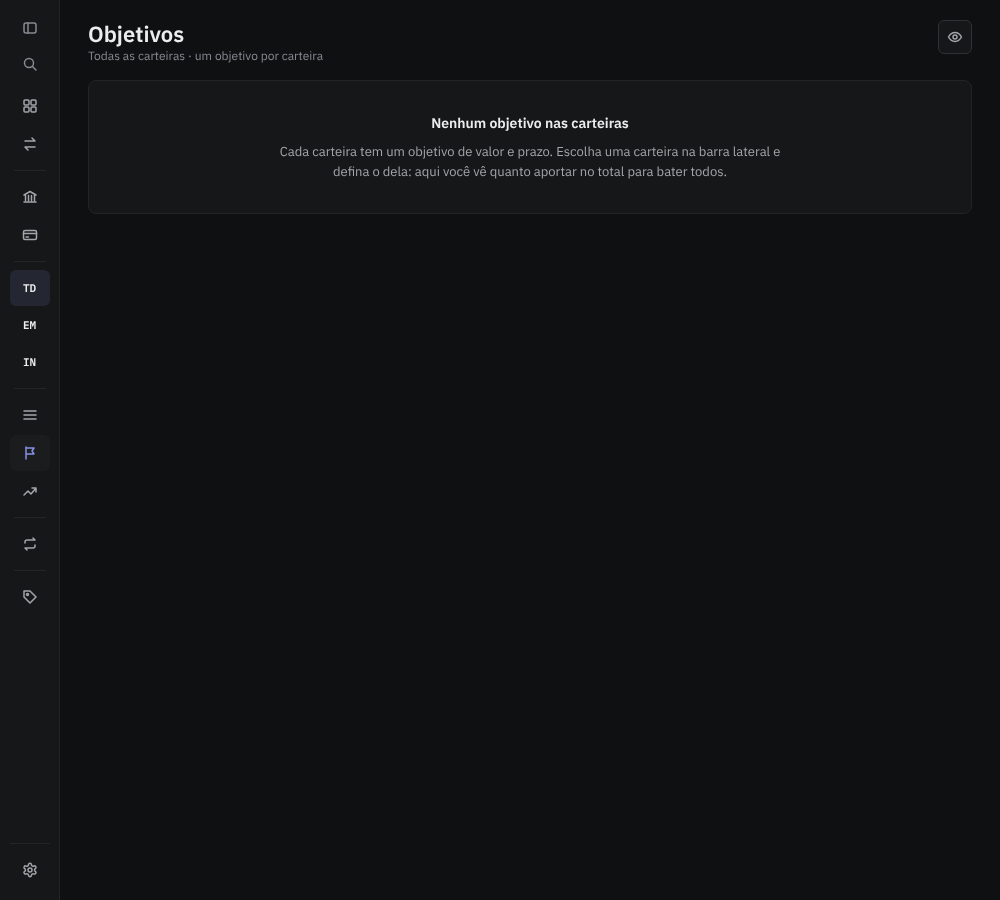 Objetivos
Todas as carteiras · um objetivo por carteira
Nenhum objetivo nas carteiras
Cada carteira tem um objetivo de valor e prazo. Escolha uma carteira na barra lateral e
defina o dela: aqui você vê quanto aportar no total para bater todos.
TD
EM
IN